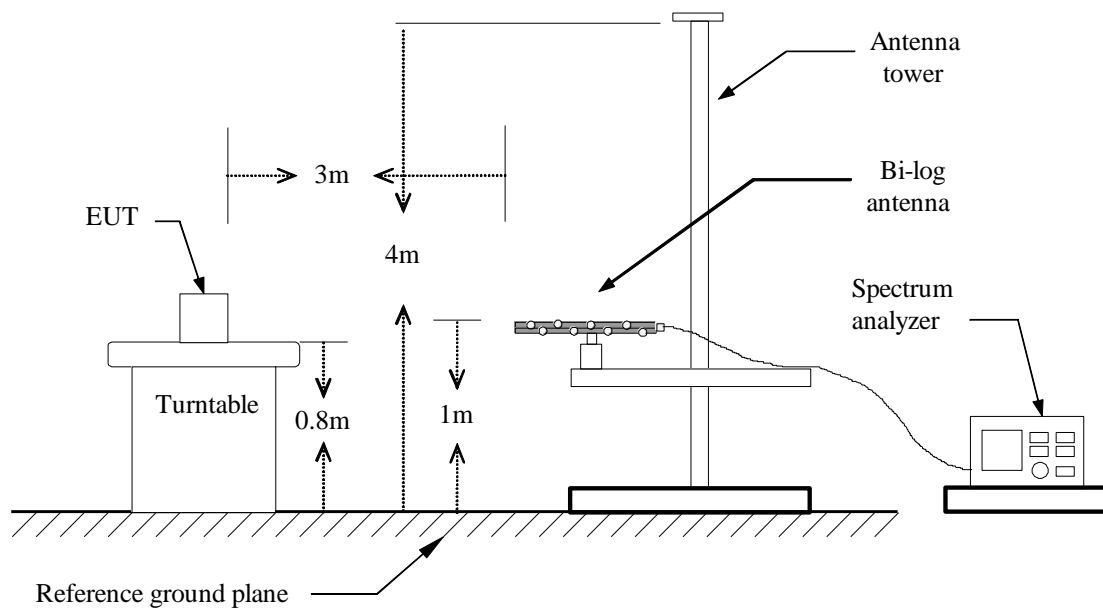 Antenna
tower
3m
Bi-log
antenna
EUT
4m
Spectrum
analyzer
Turntable
0.8m
1m
Reference ground plane